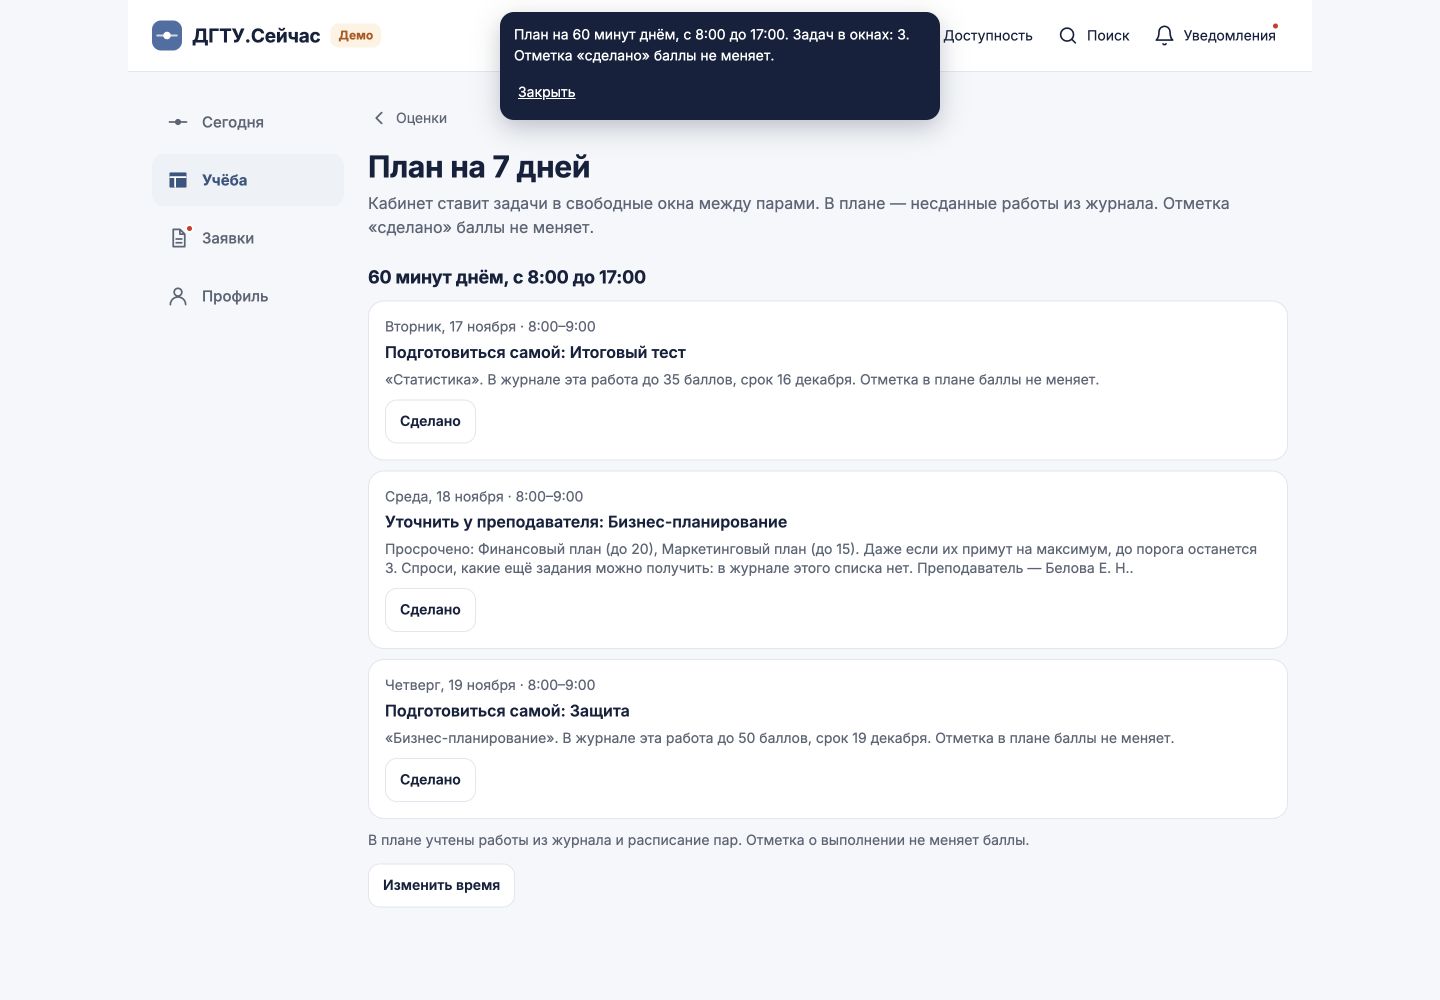 ДГТУ.Сейчас Демо
План на 60 минут днём, с 8:00 до 17:00. Задач в окнах: 3.
Отметка «сделано» баллы не меняет.
Закрыть
Доступность
Поиск
Уведомления
Сегодня
Учёба
Заявки
Профиль
Оценки
План на 7 дней
Кабинет ставит задачи в свободные окна между парами. В плане — несданные работы из журнала. Отметка
«сделано» баллы не меняет.
60 минут днём, с 8:00 до 17:00
Вторник, 17 ноября · 8:00–9:00
Подготовиться самой: Итоговый тест
«Статистика». В журнале эта работа до 35 баллов, срок 16 декабря. Отметка в плане баллы не меняет.
Сделано
Среда, 18 ноября · 8:00–9:00
Уточнить у преподавателя: Бизнес-планирование
Просрочено: Финансовый план (до 20), Маркетинговый план (до 15). Даже если их примут на максимум, до порога останется
3. Спроси, какие ещё задания можно получить: в журнале этого списка нет. Преподаватель — Белова Е. Н..
Сделано
Четверг, 19 ноября · 8:00–9:00
Подготовиться самой: Защита
«Бизнес-планирование». В журнале эта работа до 50 баллов, срок 19 декабря. Отметка в плане баллы не меняет.
Сделано
В плане учтены работы из журнала и расписание пар. Отметка о выполнении не меняет баллы.
Изменить время